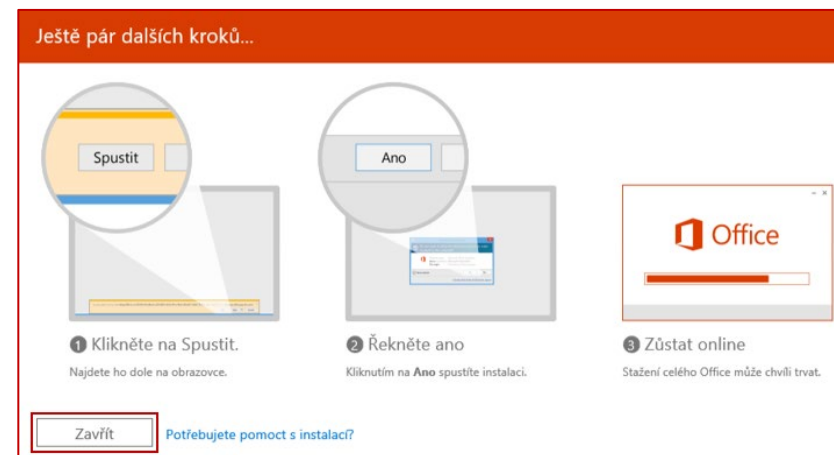 Ještě pár dalších kroků...
Spustit
Ano
Office
1 Klikněte na Spustit.
Najdete ho dole na obrazovce.
2 Řekněte ano
Kliknutím na Ano spustíte instalaci.
3 Zůstat online
Stažení celého Office může chvíli trvat.
Zavřít
Potřebujete pomoct s instalací?